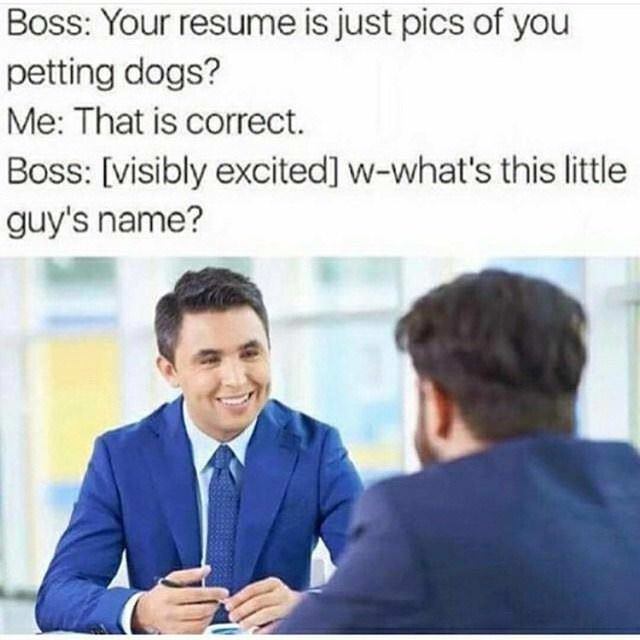 Boss: Your resume is just pics of you
petting dogs?
Me: That is correct.
Boss: [visibly excited] w-what's this little
guy's name?